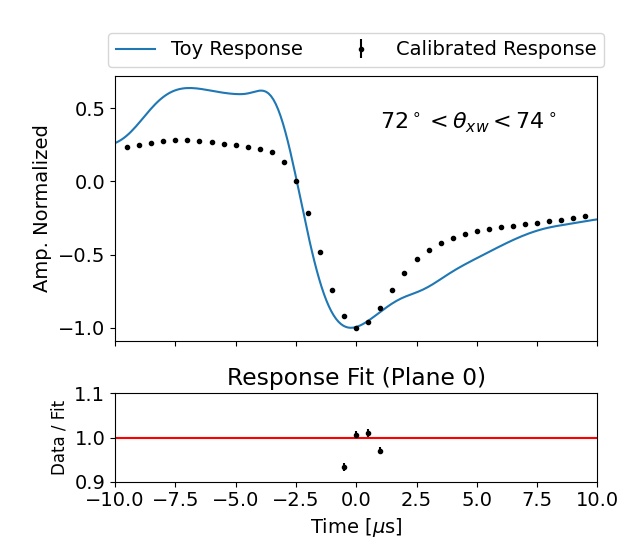 Toy Response Calibrated Response
0.5
0.0
−0.5
−1.0
Amp. Normalized
72° < θxw < 74°
Response Fit (Plane 0)
1.1
1.0
0.9
Data / Fit
−10.0 −7.5 −5.0 −2.5 0.0 2.5 5.0 7.5 10.0
Time [μs]